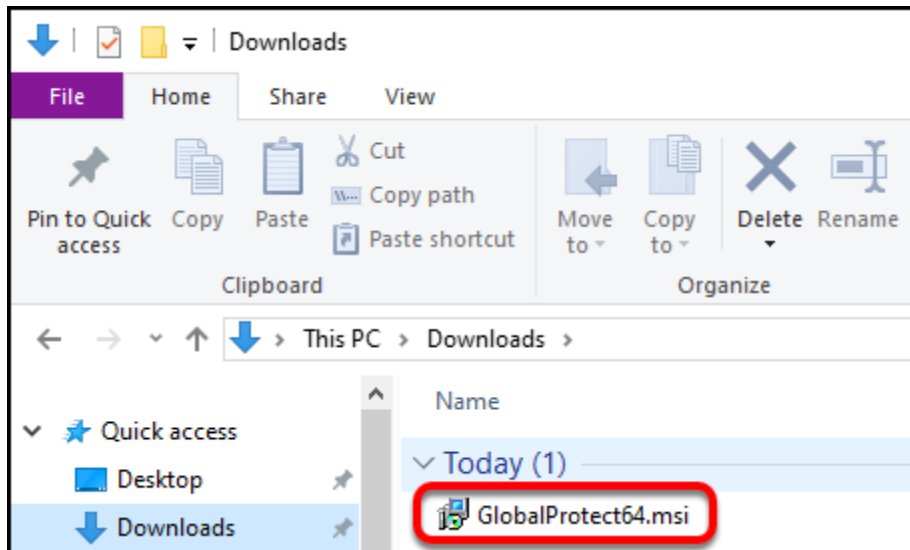 Downloads
File Home Share View
Pin to Quick access
Copy
Paste
Cut
Copy path
Paste shortcut
Clipboard
Move to
Copy to
Delete
Rename
Organize
This PC > Downloads >
Name
Quick access
Today (1)
Desktop
GlobalProtect64.msi
Downloads